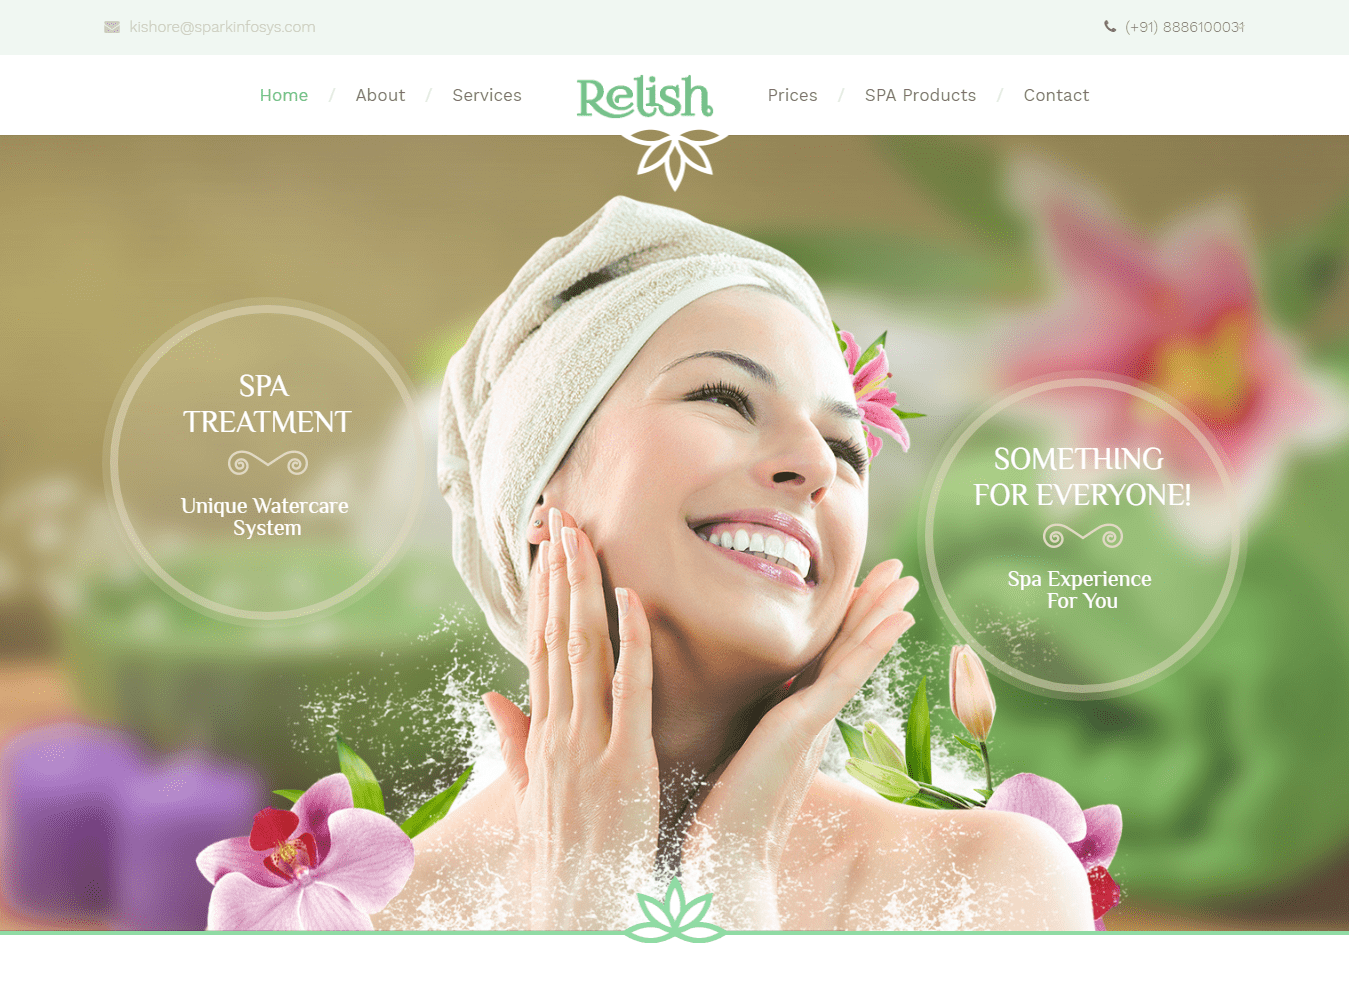 kishore@sparkinfosys.com
(+91) 8886100031
Home / About / Services
Relish
Prices / SPA Products / Contact
SPA
TREATMENT
Unique Watercare
System
SOMETHING
FOR EVERYONE!
Spa Experience
For You